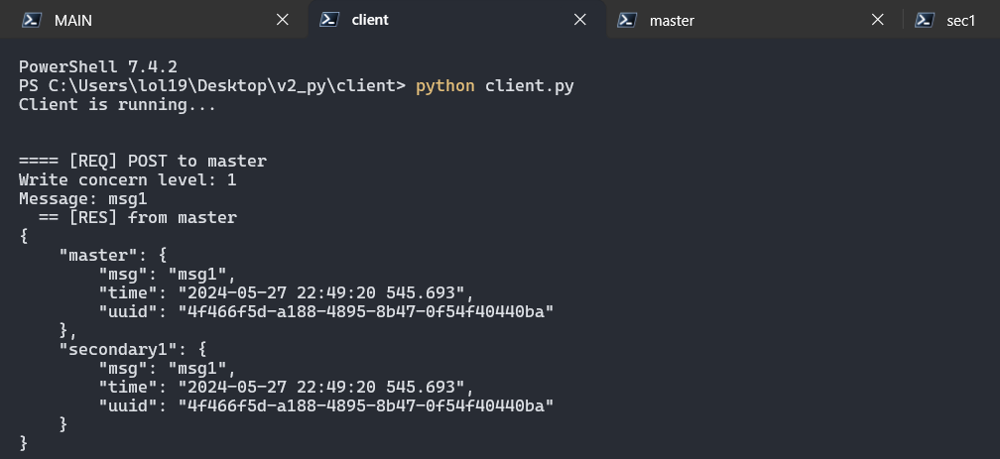 MAIN client master sec1
PowerShell 7.4.2
PS C:\Users\lol19\Desktop\v2_py\client> python client.py
Client is running...
==== [REQ] POST to master
Write concern level: 1
Message: msg1
  == [RES] from master
{
    "master": {
        "msg": "msg1",
        "time": "2024-05-27 22:49:20 545.693",
        "uuid": "4f466f5d-a188-4895-8b47-0f54f40440ba"
    },
    "secondary1": {
        "msg": "msg1",
        "time": "2024-05-27 22:49:20 545.693",
        "uuid": "4f466f5d-a188-4895-8b47-0f54f40440ba"
    }
}